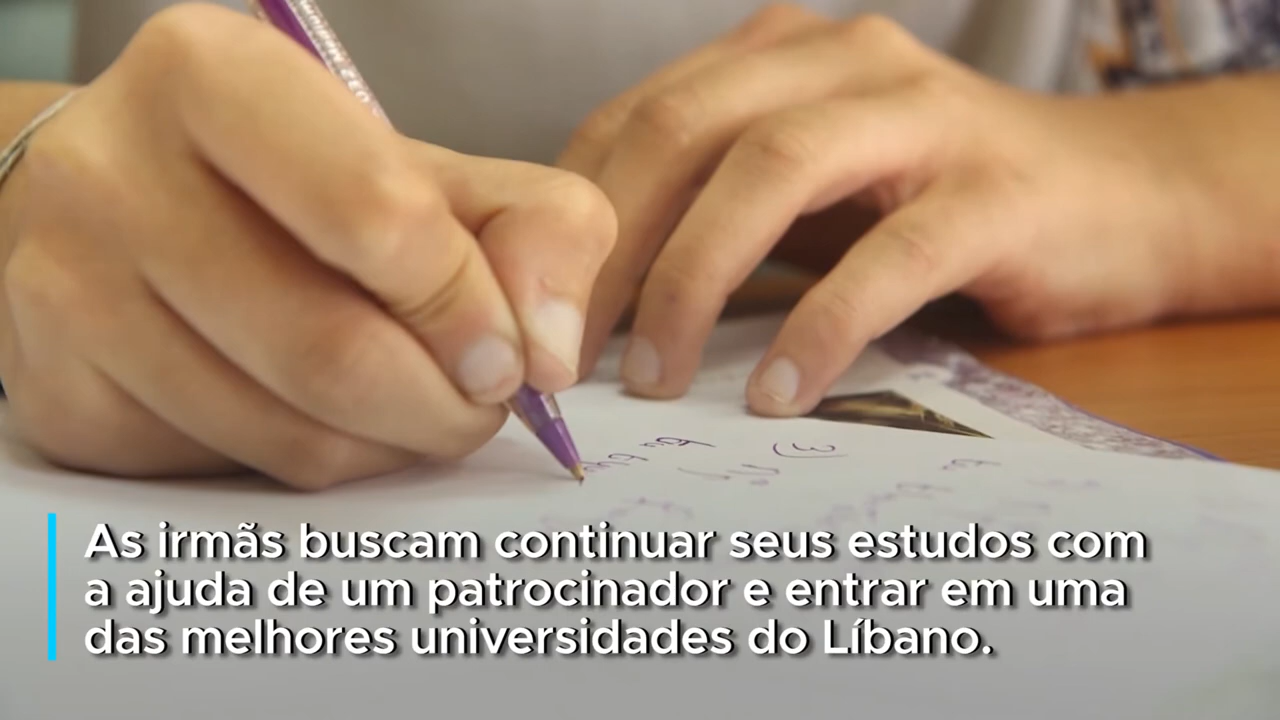 As irmãs buscam continuar seus estudos com
a ajuda de um patrocinador e entrar em uma
das melhores universidades do Líbano.